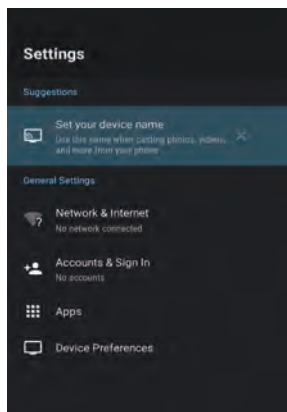 Settings
Suggestions
Set your device name
Use this name when casting photos, videos,
and more from your phone
General Settings
Network & Internet
No network connected
Accounts & Sign In
No accounts
Apps
Device Preferences